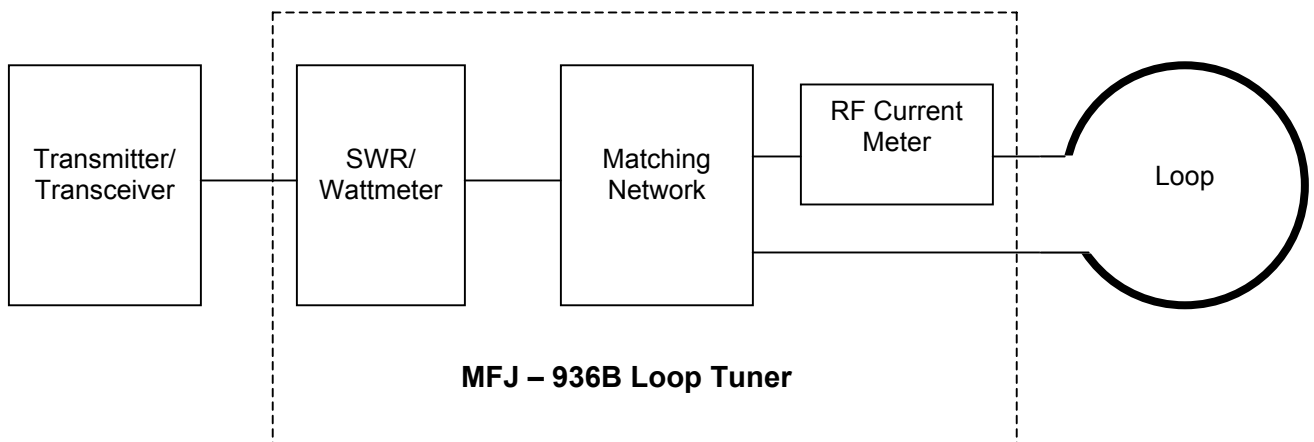 Transmitter/
Transceiver
SWR/
Wattmeter
Matching
Network
RF Current
Meter
Loop
MFJ – 936B Loop Tuner